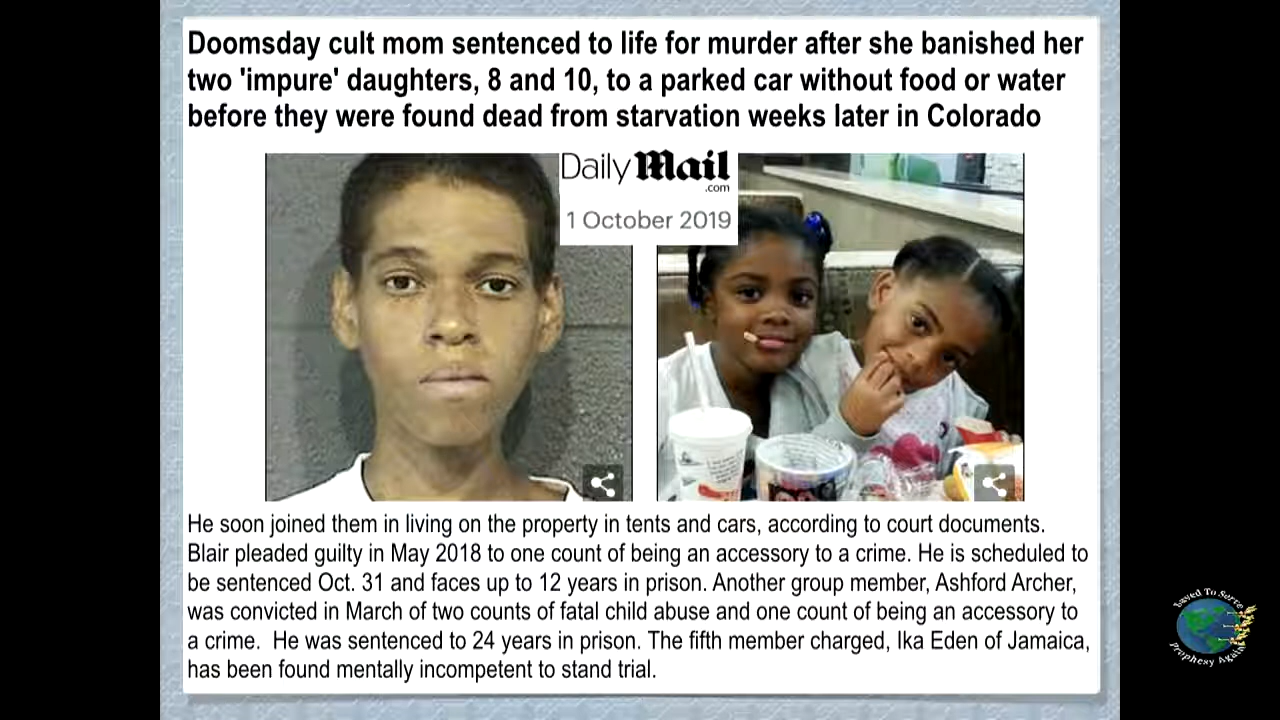 Doomsday cult mom sentenced to life for murder after she banished her
two 'impure' daughters, 8 and 10, to a parked car without food or water
before they were found dead from starvation weeks later in Colorado
Daily Mail
.com
1 October 2019
He soon joined them in living on the property in tents and cars, according to court documents.
Blair pleaded guilty in May 2018 to one count of being an accessory to a crime. He is scheduled to
be sentenced Oct. 31 and faces up to 12 years in prison. Another group member, Ashford Archer,
was convicted in March of two counts of fatal child abuse and one count of being an accessory to
a crime.  He was sentenced to 24 years in prison. The fifth member charged, Ika Eden of Jamaica,
has been found mentally incompetent to stand trial.
Saved To Serve
Prophesy Again